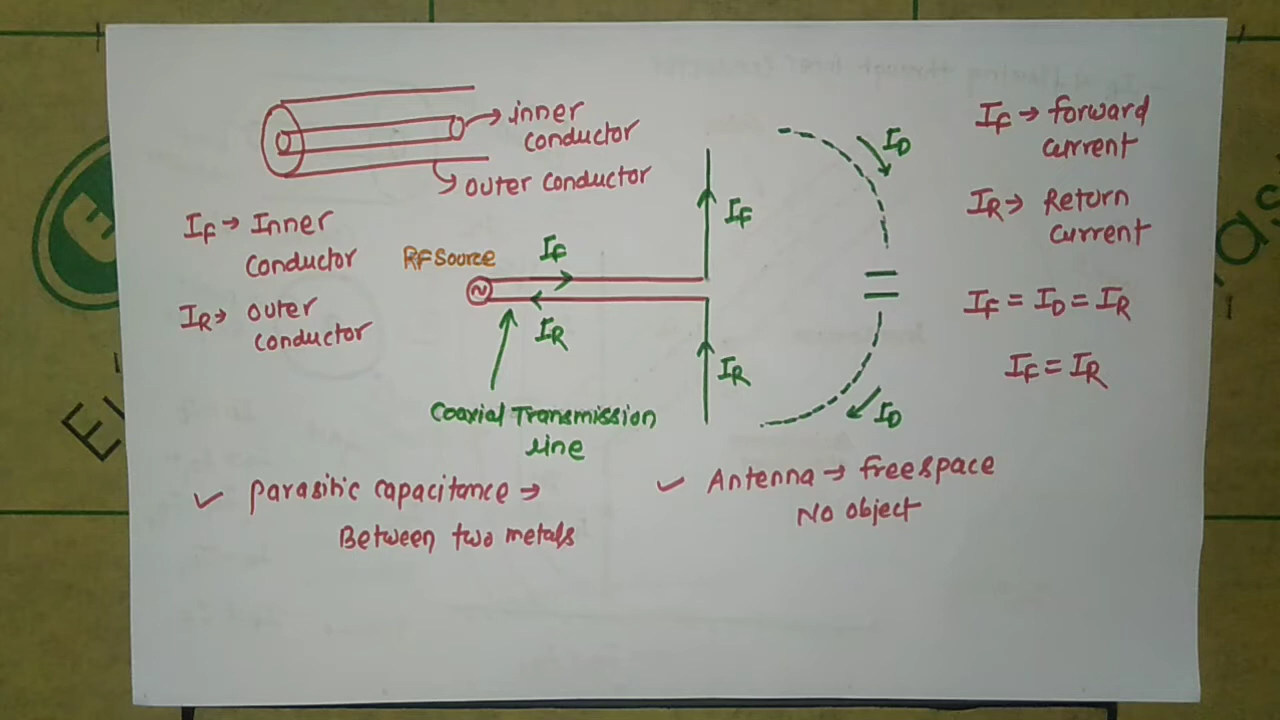 inner
conductor
outer conductor
IF → Inner
conductor
IR → outer
conductor
RF Source
IF
IR
Coaxial Transmission
line
IF
IR
ID
ID
IF → forward
current
IR → Return
current
IF = ID = IR
IF = IR
✓ parasitic capacitance →
Between two metals
✓ Antenna → freespace
No object